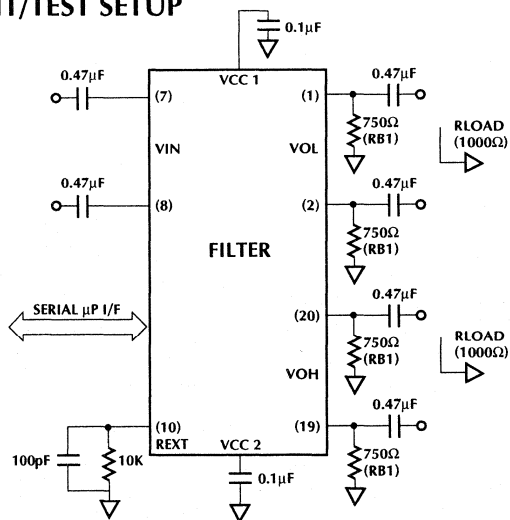 IT/TEST SETUP
0.1µF
VCC 1
0.47µF
(7)
(1)
0.47µF
750Ω
(RB1)
RLOAD
(1000Ω)
VIN
VOL
0.47µF
(8)
(2)
0.47µF
750Ω
(RB1)
FILTER
SERIAL µP I/F
(20)
0.47µF
750Ω
(RB1)
RLOAD
(1000Ω)
VOH
(10)
REXT
(19)
0.47µF
750Ω
(RB1)
100pF
10K
VCC 2
0.1µF